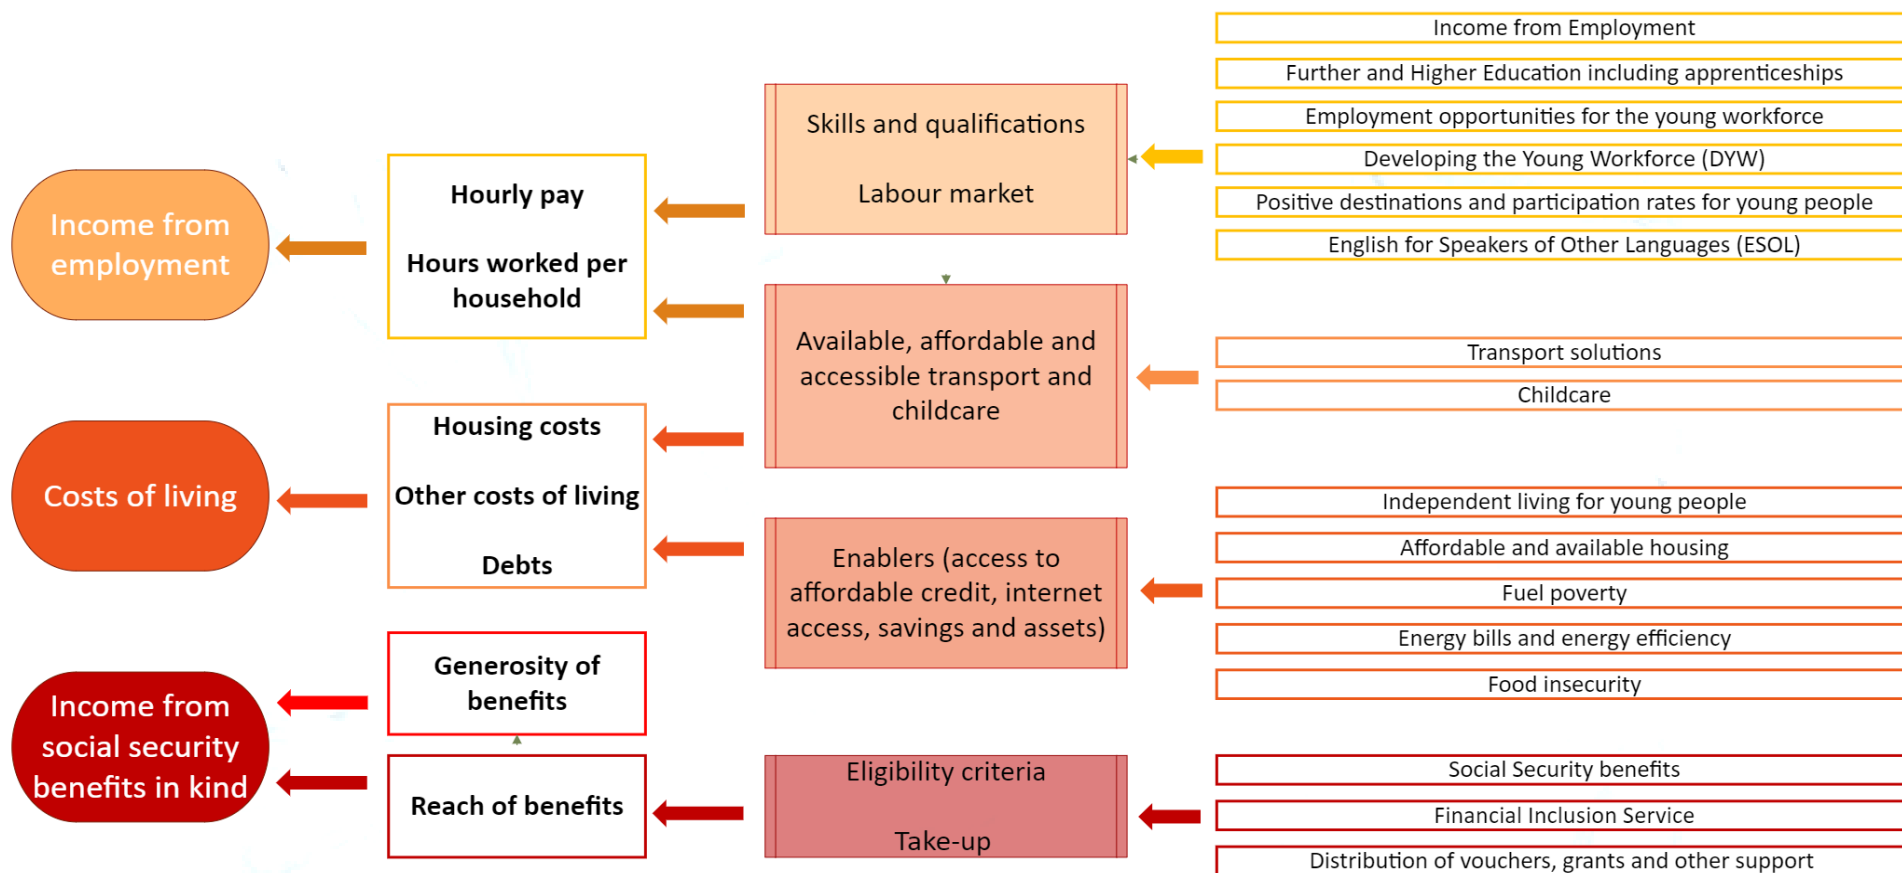 Income from
employment
Costs of living
Income from
social security
benefits in kind
Hourly pay
Hours worked per
household
Housing costs
Other costs of living
Debts
Generosity of
benefits
Reach of benefits
Skills and qualifications
Labour market
Available, affordable and
accessible transport and
childcare
Enablers (access to
affordable credit, internet
access, savings and assets)
Eligibility criteria
Take-up
Income from Employment
Further and Higher Education including apprenticeships
Employment opportunities for the young workforce
Developing the Young Workforce (DYW)
Positive destinations and participation rates for young people
English for Speakers of Other Languages (ESOL)
Transport solutions
Childcare
Independent living for young people
Affordable and available housing
Fuel poverty
Energy bills and energy efficiency
Food insecurity
Social Security benefits
Financial Inclusion Service
Distribution of vouchers, grants and other support